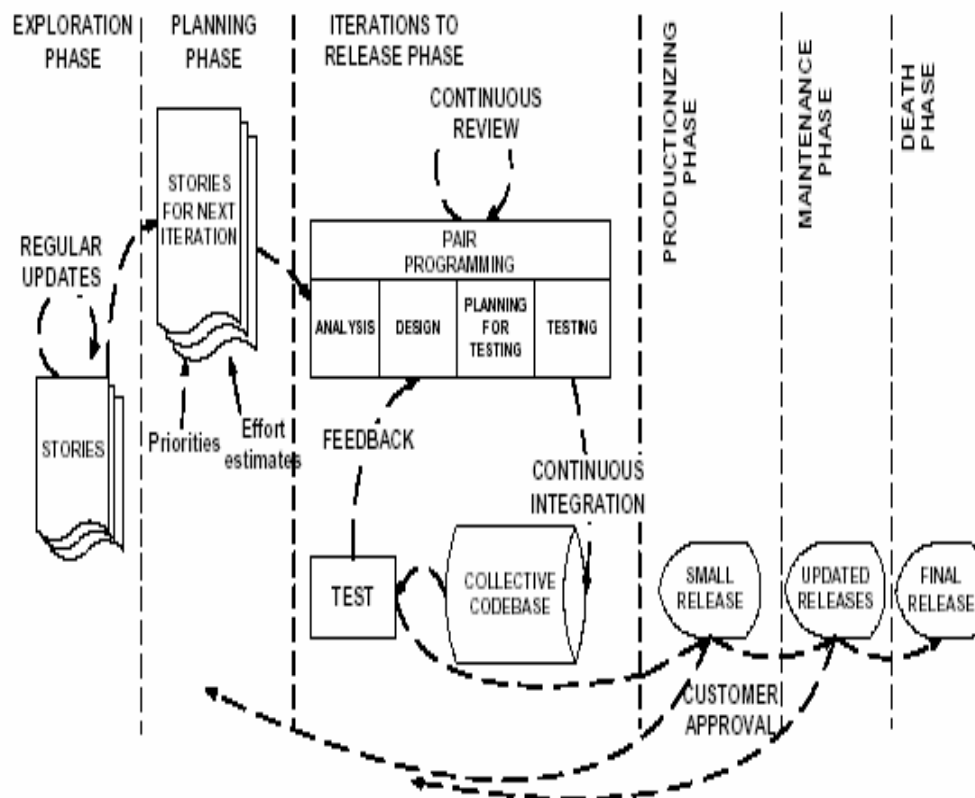 EXPLORATION
PHASE
PLANNING
PHASE
ITERATIONS TO
RELEASE PHASE
PRODUCTIONIZING
PHASE
MAINTENANCE
PHASE
DEATH
PHASE
CONTINUOUS
REVIEW
REGULAR
UPDATES
STORIES
FOR NEXT
ITERATION
PAIR
PROGRAMMING
ANALYSIS
DESIGN
PLANNING
FOR
TESTING
TESTING
STORIES
Priorities
Effort
estimates
FEEDBACK
CONTINUOUS
INTEGRATION
TEST
COLLECTIVE
CODEBASE
SMALL
RELEASE
UPDATED
RELEASES
FINAL
RELEASE
CUSTOMER
APPROVAL